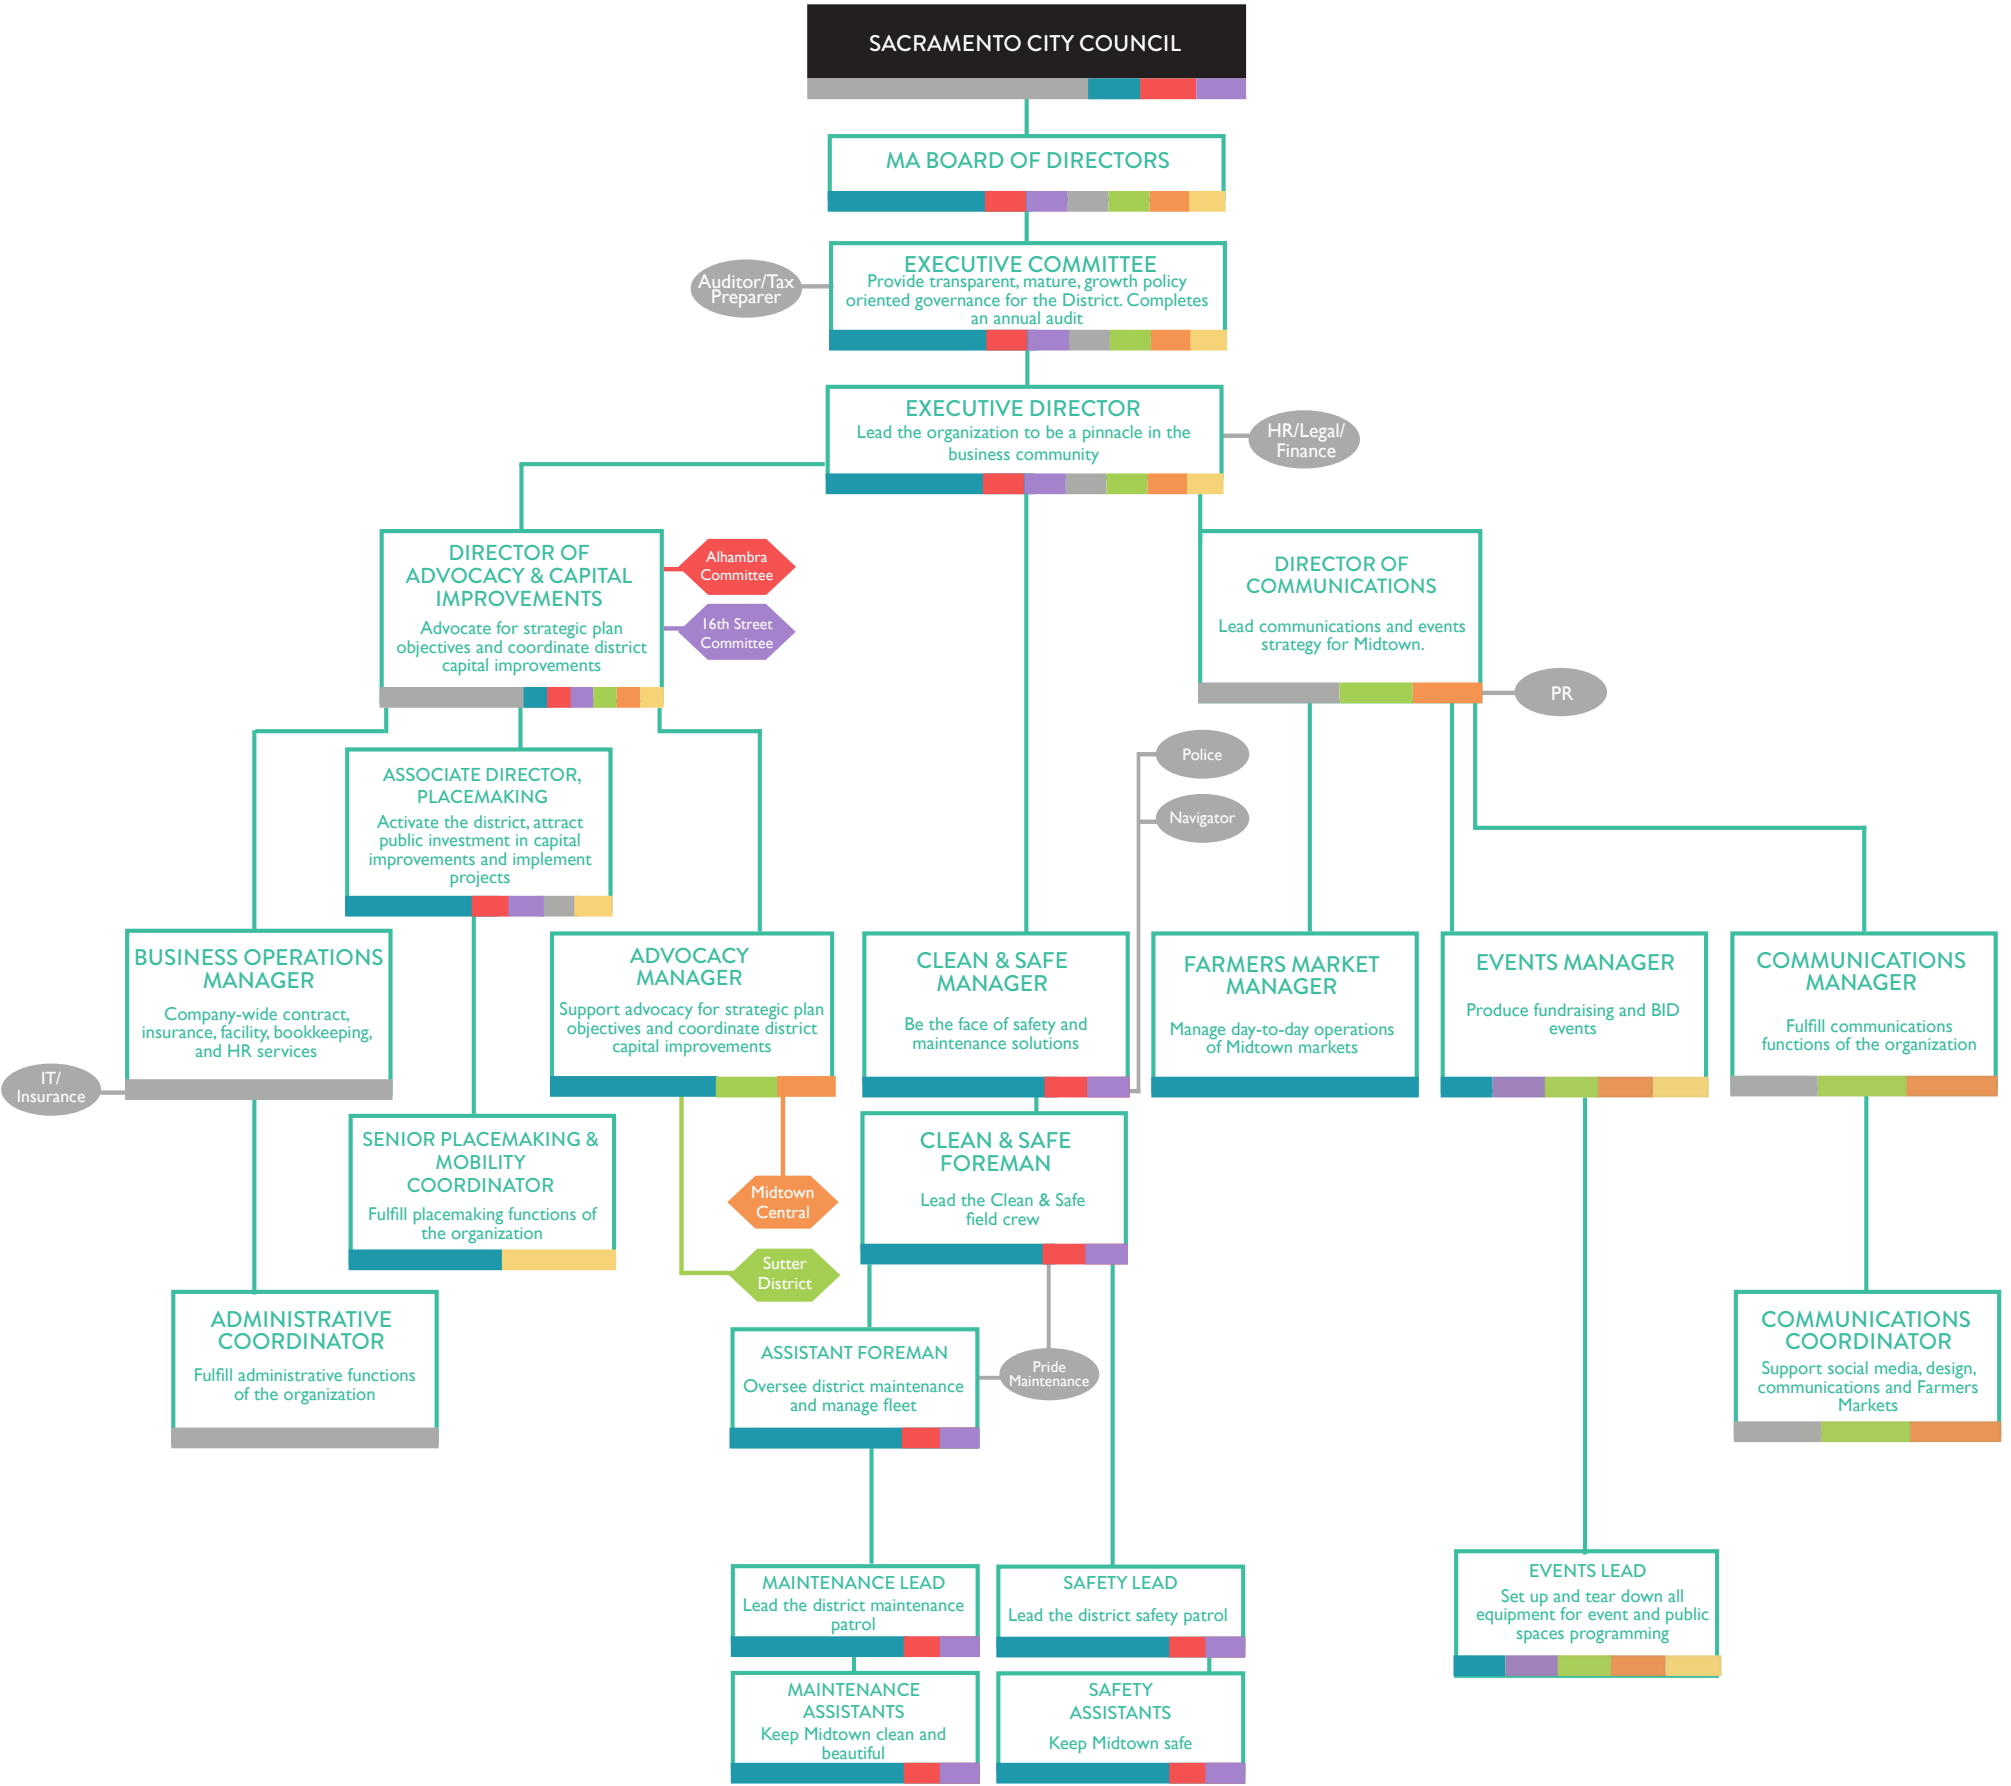 SACRAMENTO CITY COUNCIL
MA BOARD OF DIRECTORS
EXECUTIVE COMMITTEE
Provide transparent, mature, growth policy
oriented governance for the District. Completes
an annual audit
Auditor/Tax
Preparer
EXECUTIVE DIRECTOR
Lead the organization to be a pinnacle in the
business community
HR/Legal/
Finance
DIRECTOR OF
ADVOCACY & CAPITAL
IMPROVEMENTS
Advocate for strategic plan
objectives and coordinate district
capital improvements
Alhambra
Committee
16th Street
Committee
DIRECTOR OF
COMMUNICATIONS
Lead communications and events
strategy for Midtown.
PR
ASSOCIATE DIRECTOR,
PLACEMAKING
Activate the district, attract
public investment in capital
improvements and implement
projects
Police
Navigator
BUSINESS OPERATIONS
MANAGER
Company-wide contract,
insurance, facility, bookkeeping,
and HR services
IT/
Insurance
ADVOCACY
MANAGER
Support advocacy for strategic plan
objectives and coordinate district
capital improvements
CLEAN & SAFE
MANAGER
Be the face of safety and
maintenance solutions
FARMERS MARKET
MANAGER
Manage day-to-day operations
of Midtown markets
EVENTS MANAGER
Produce fundraising and BID
events
COMMUNICATIONS
MANAGER
Fulfill communications
functions of the organization
SENIOR PLACEMAKING &
MOBILITY
COORDINATOR
Fulfill placemaking functions of
the organization
Midtown
Central
Sutter
District
CLEAN & SAFE
FOREMAN
Lead the Clean & Safe
field crew
ADMINISTRATIVE
COORDINATOR
Fulfill administrative functions
of the organization
ASSISTANT FOREMAN
Oversee district maintenance
and manage fleet
Pride
Maintenance
COMMUNICATIONS
COORDINATOR
Support social media, design,
communications and Farmers
Markets
MAINTENANCE LEAD
Lead the district maintenance
patrol
SAFETY LEAD
Lead the district safety patrol
EVENTS LEAD
Set up and tear down all
equipment for event and public
spaces programming
MAINTENANCE
ASSISTANTS
Keep Midtown clean and
beautiful
SAFETY
ASSISTANTS
Keep Midtown safe